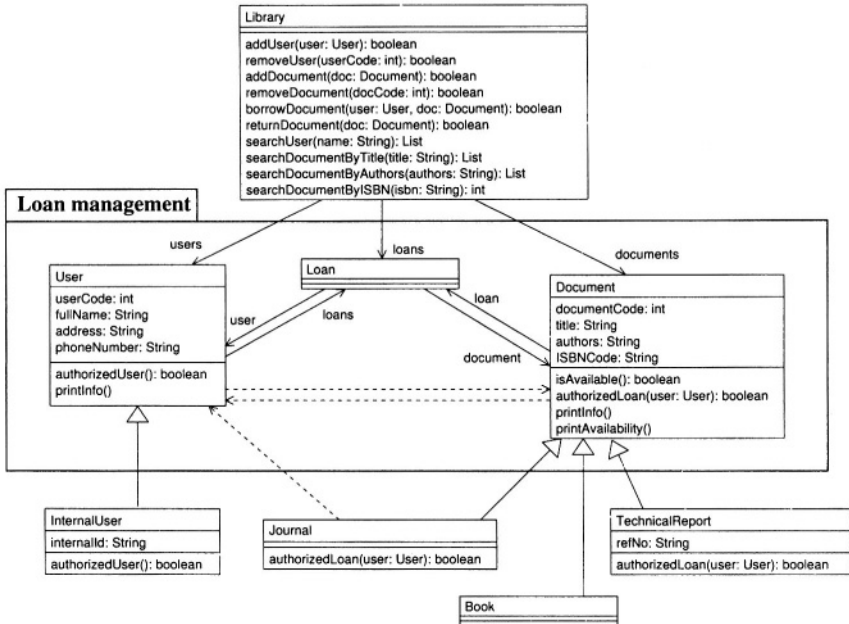 Library
addUser(user: User): boolean
removeUser(userCode: int): boolean
addDocument(doc: Document): boolean
removeDocument(docCode: int): boolean
borrowDocument(user: User, doc: Document): boolean
returnDocument(doc: Document): boolean
searchUser(name: String): List
searchDocumentByTitle(title: String): List
searchDocumentByAuthors(authors: String): List
searchDocumentByISBN(isbn: String): int
Loan management
users
loans
documents
User
userCode: int
fullName: String
address: String
phoneNumber: String
authorizedUser(): boolean
printInfo()
Loan
user
loans
loan
document
Document
documentCode: int
title: String
authors: String
ISBNCode: String
isAvailable(): boolean
authorizedLoan(user: User): boolean
printInfo()
printAvailability()
InternalUser
internalId: String
authorizedUser(): boolean
Journal
authorizedLoan(user: User): boolean
TechnicalReport
refNo: String
authorizedLoan(user: User): boolean
Book